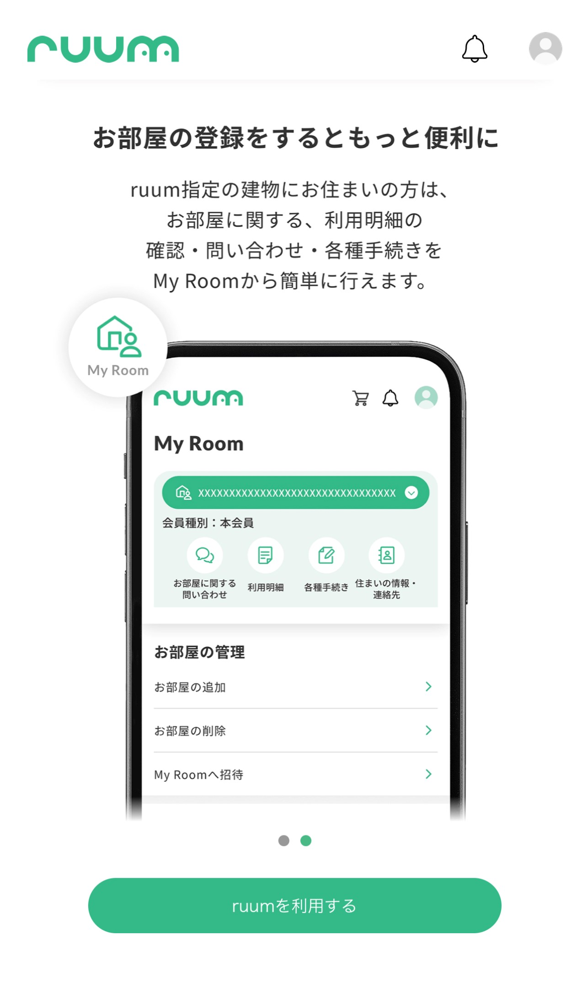 ruum
お部屋の登録をするともっと便利に
ruum指定の建物にお住まいの方は、
お部屋に関する、利用明細の
確認・問い合わせ・各種手続きを
My Roomから簡単に行えます。
My Room
ruum
My Room
XXXXXXXXXXXXXXXXXXXXXXXXXXXXXXXX
会員種別：本会員
お部屋に関する
問い合わせ
利用明細
各種手続き
住まいの情報・
連絡先
お部屋の管理
お部屋の追加
お部屋の削除
My Roomへ招待
ruumを利用する